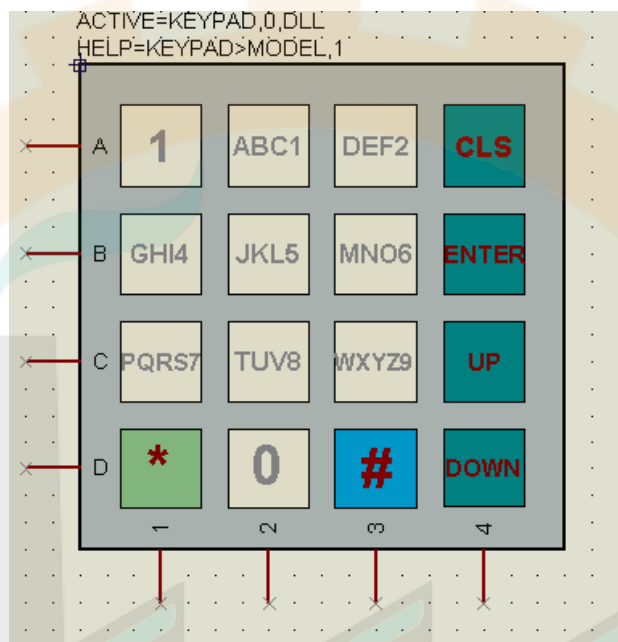 ACTIVE=KEYPAD,0,DLL
HELP=KEYPAD>MODEL,1
A 1 ABC1 DEF2 CLS
B GHI4 JKL5 MNO6 ENTER
C PQRS7 TUV8 WXYZ9 UP
D * 0 # DOWN
1 2 3 4